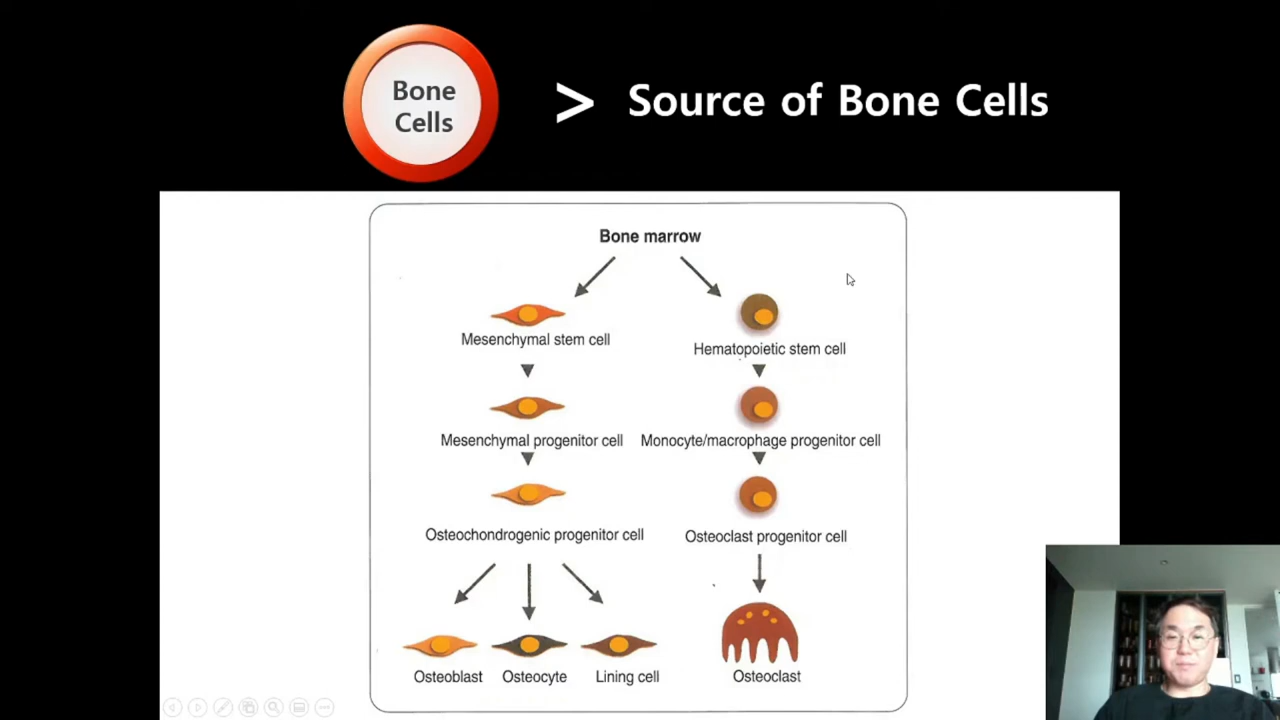 Bone
Cells
> Source of Bone Cells
Bone marrow
Mesenchymal stem cell
Hematopoietic stem cell
Mesenchymal progenitor cell
Monocyte/macrophage progenitor cell
Osteochondrogenic progenitor cell
Osteoclast progenitor cell
Osteoblast
Osteocyte
Lining cell
Osteoclast